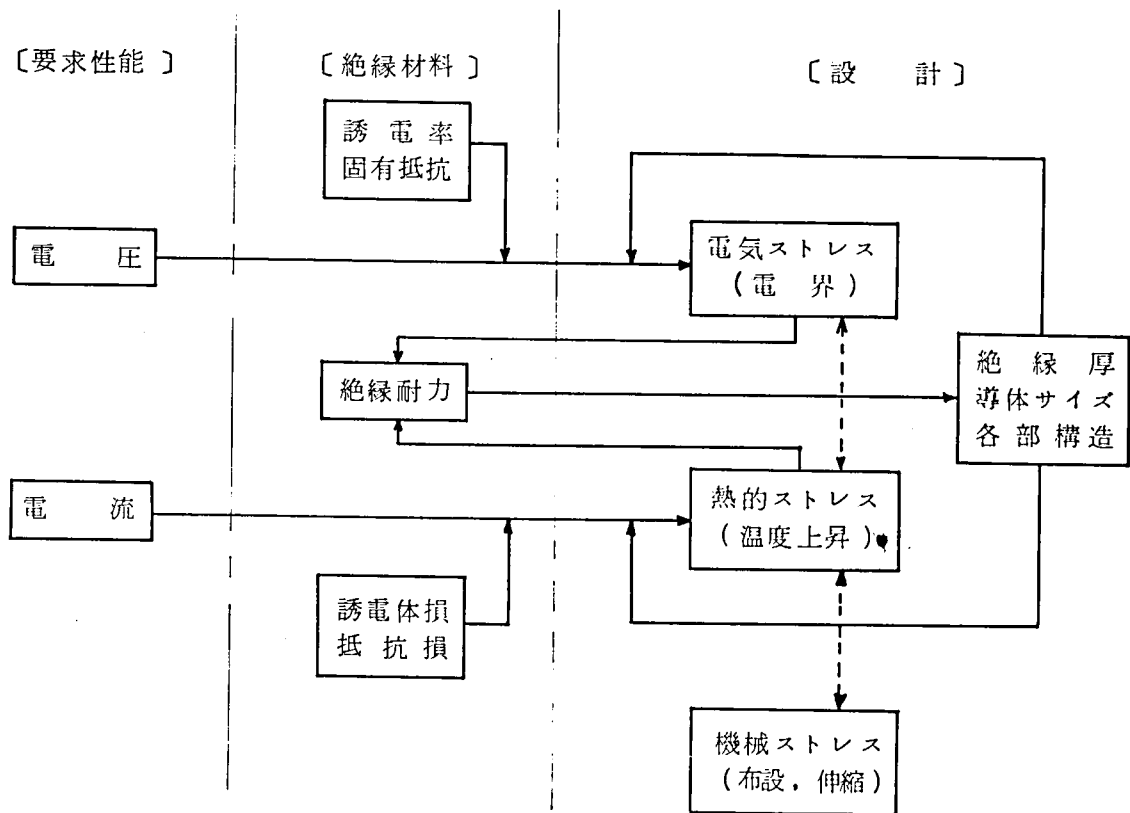 〔要求性能〕
〔絶縁材料〕
〔設　計〕
誘電率
固有抵抗
電　圧
電気ストレス
(電　界)
絶縁耐力
絶縁厚
導体サイズ
各部構造
電　流
熱的ストレス
(温度上昇)
誘電体損
抵抗損
機械ストレス
(布設，伸縮)